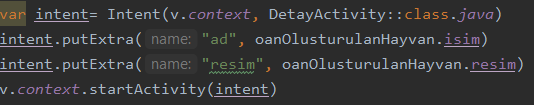 var intent= Intent(v.context, DetayActivity::class.java)
intent.putExtra( name: "ad", oanOlusturulanHayvan.isim)
intent.putExtra( name: "resim", oanOlusturulanHayvan.resim)
v.context.startActivity(intent)